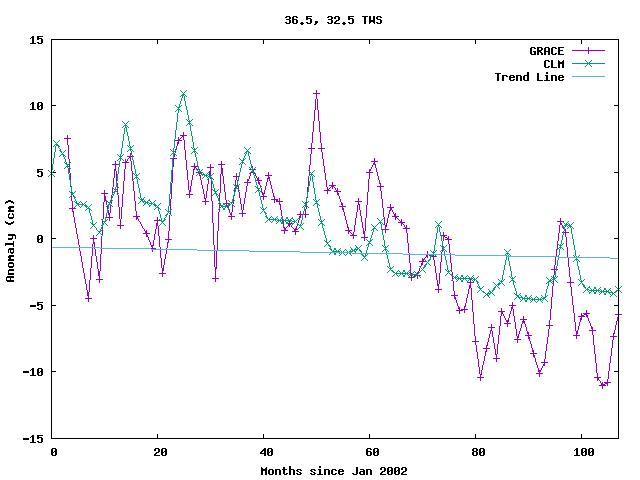 36.5, 32.5 TWS
GRACE
CLM
Trend Line
15
10
5
0
-5
-10
-15
Anomaly (cm)
0 20 40 60 80 100
Months since Jan 2002